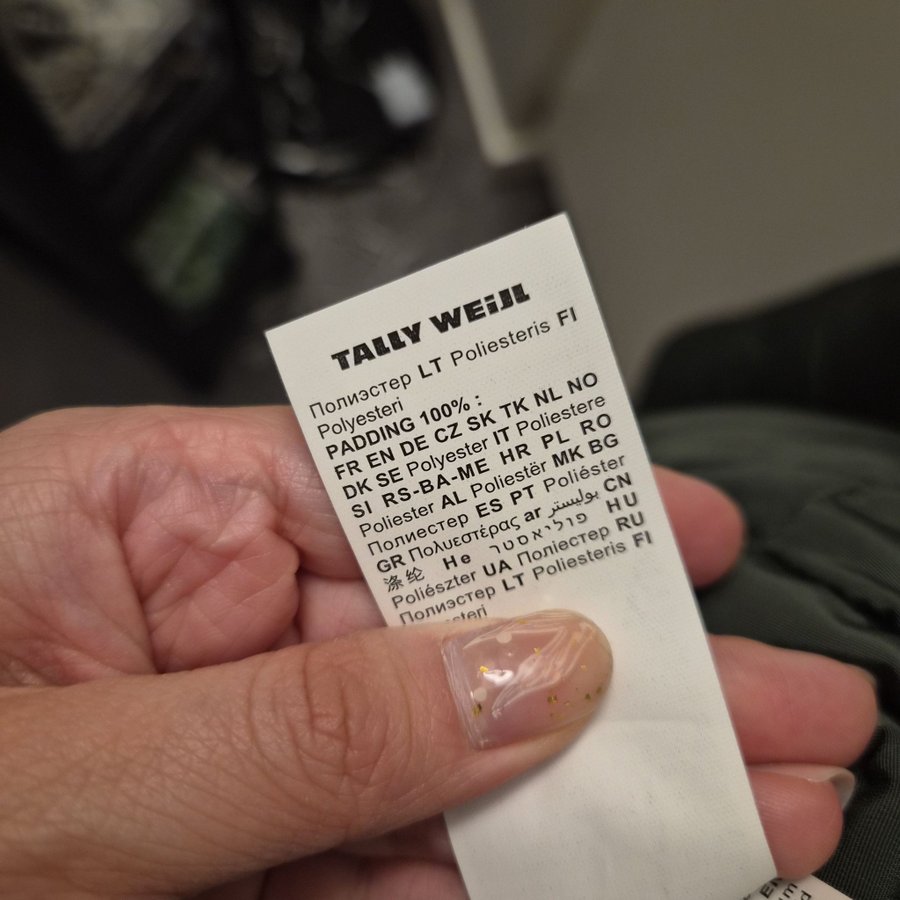 TALLY WEiJL
Полиэстер LT Poliesteris FI
Polyesteri
PADDING 100% :
FR EN DE CZ SK TK NL NO
DK SE Polyester IT Poliestere
SI RS-BA-ME HR PL RO
Poliester AL Poliestër MK BG
Полиестер ES PT Poliéster
GR Πολυεστέρας ar بوليستر CN
涤纶 He פוליאסטר HU
Poliészter UA Поліестер RU
Полиэстер LT Poliesteris FI